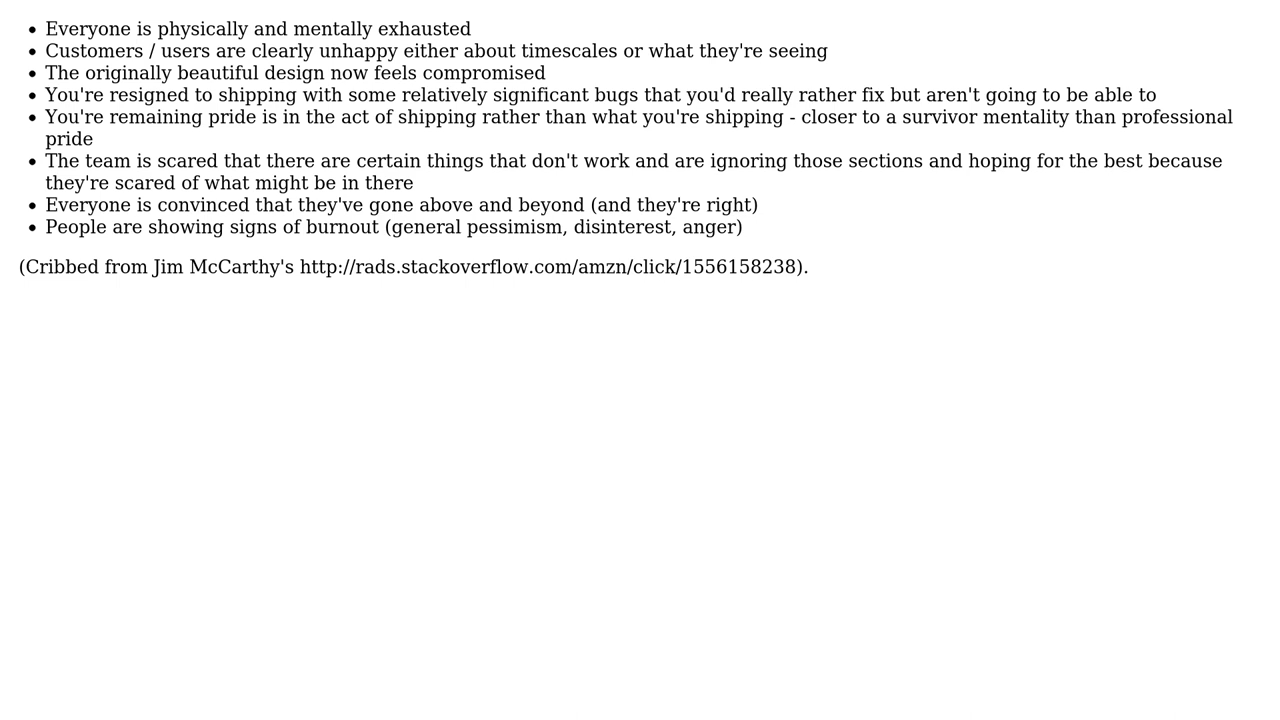 • Everyone is physically and mentally exhausted
• Customers / users are clearly unhappy either about timescales or what they're seeing
• The originally beautiful design now feels compromised
• You're resigned to shipping with some relatively significant bugs that you'd really rather fix but aren't going to be able to
• You're remaining pride is in the act of shipping rather than what you're shipping - closer to a survivor mentality than professional
pride
• The team is scared that there are certain things that don't work and are ignoring those sections and hoping for the best because
they're scared of what might be in there
• Everyone is convinced that they've gone above and beyond (and they're right)
• People are showing signs of burnout (general pessimism, disinterest, anger)
(Cribbed from Jim McCarthy's http://rads.stackoverflow.com/amzn/click/1556158238).